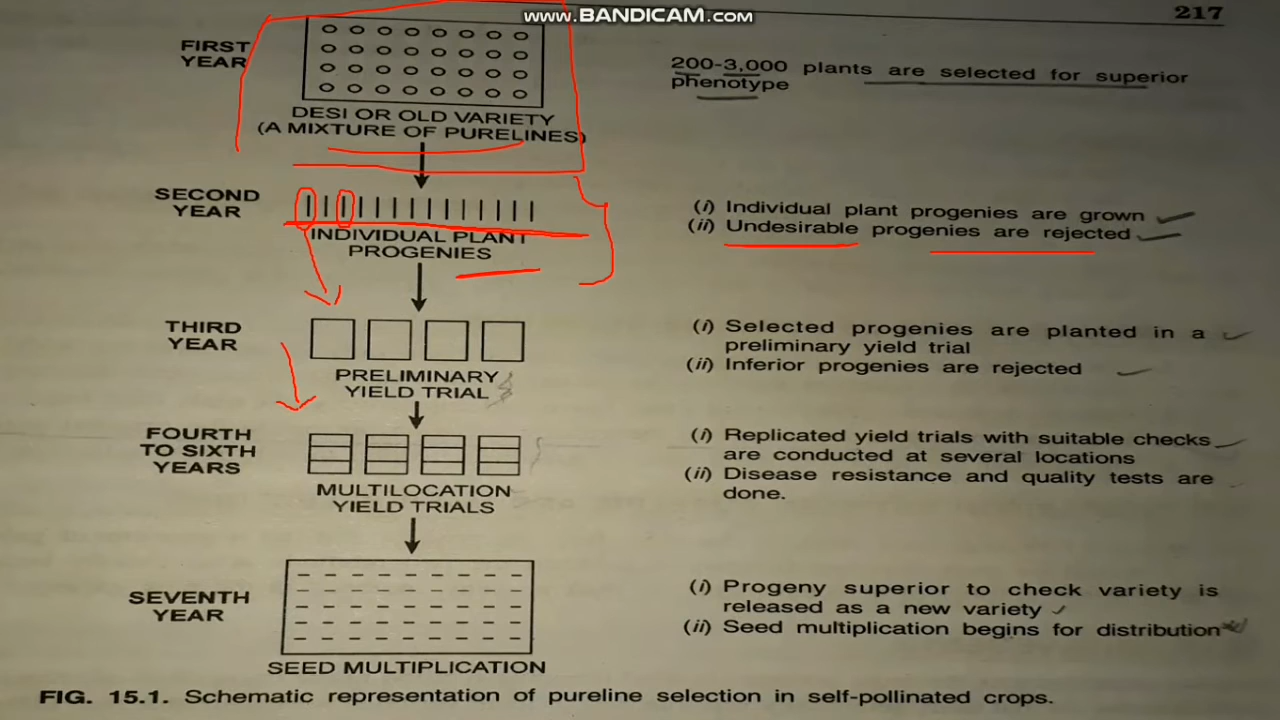 www.BANDICAM.com
217
FIRST
YEAR
DESI OR OLD VARIETY
(A MIXTURE OF PURELINES)
200-3,000 plants are selected for superior
phenotype
SECOND
YEAR
INDIVIDUAL PLANT
PROGENIES
(i) Individual plant progenies are grown
(ii) Undesirable progenies are rejected
THIRD
YEAR
PRELIMINARY
YIELD TRIAL
(i) Selected progenies are planted in a
preliminary yield trial
(ii) Inferior progenies are rejected
FOURTH
TO SIXTH
YEARS
MULTILOCATION
YIELD TRIALS
(i) Replicated yield trials with suitable checks
are conducted at several locations
(ii) Disease resistance and quality tests are
done.
SEVENTH
YEAR
SEED MULTIPLICATION
(i) Progeny superior to check variety is
released as a new variety
(ii) Seed multiplication begins for distribution
FIG. 15.1. Schematic representation of pureline selection in self-pollinated crops.